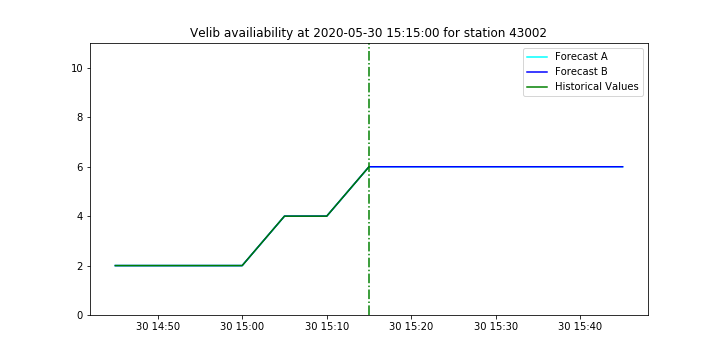 Velib availiability at 2020-05-30 15:15:00 for station 43002
Forecast A
Forecast B
Historical Values
10
8
6
4
2
0
30 14:50 30 15:00 30 15:10 30 15:20 30 15:30 30 15:40